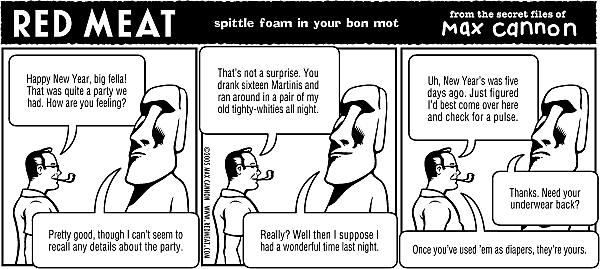 RED MEAT
spittle foam in your bon mot
from the secret files of
Max Cannon
Happy New Year, big fella!
That was quite a party we
had. How are you feeling?
Pretty good, though I can't seem to
recall any details about the party.
That's not a surprise. You
drank sixteen Martinis and
ran around in a pair of my
old tighty-whities all night.
Really? Well then I suppose I
had a wonderful time last night.
©2005 MAX CANNON WWW.REDMEAT.COM
Uh, New Year's was five
days ago. Just figured
I'd best come over here
and check for a pulse.
Thanks. Need your
underwear back?
Once you've used 'em as diapers, they're yours.